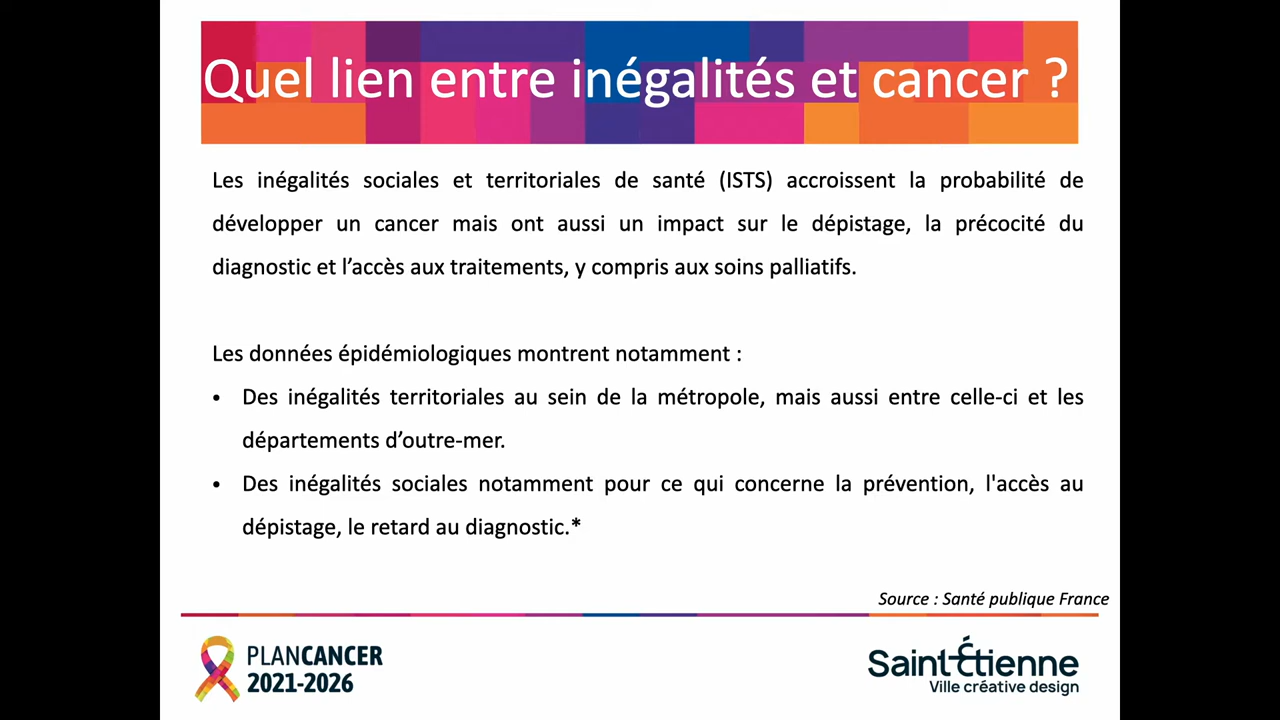 Quel lien entre inégalités et cancer ?
Les inégalités sociales et territoriales de santé (ISTS) accroissent la probabilité de
développer un cancer mais ont aussi un impact sur le dépistage, la précocité du
diagnostic et l’accès aux traitements, y compris aux soins palliatifs.
Les données épidémiologiques montrent notamment :
• Des inégalités territoriales au sein de la métropole, mais aussi entre celle-ci et les
départements d’outre-mer.
• Des inégalités sociales notamment pour ce qui concerne la prévention, l'accès au
dépistage, le retard au diagnostic.*
Source : Santé publique France
PLANCANCER
2021-2026
Saint-Étienne
Ville créative design